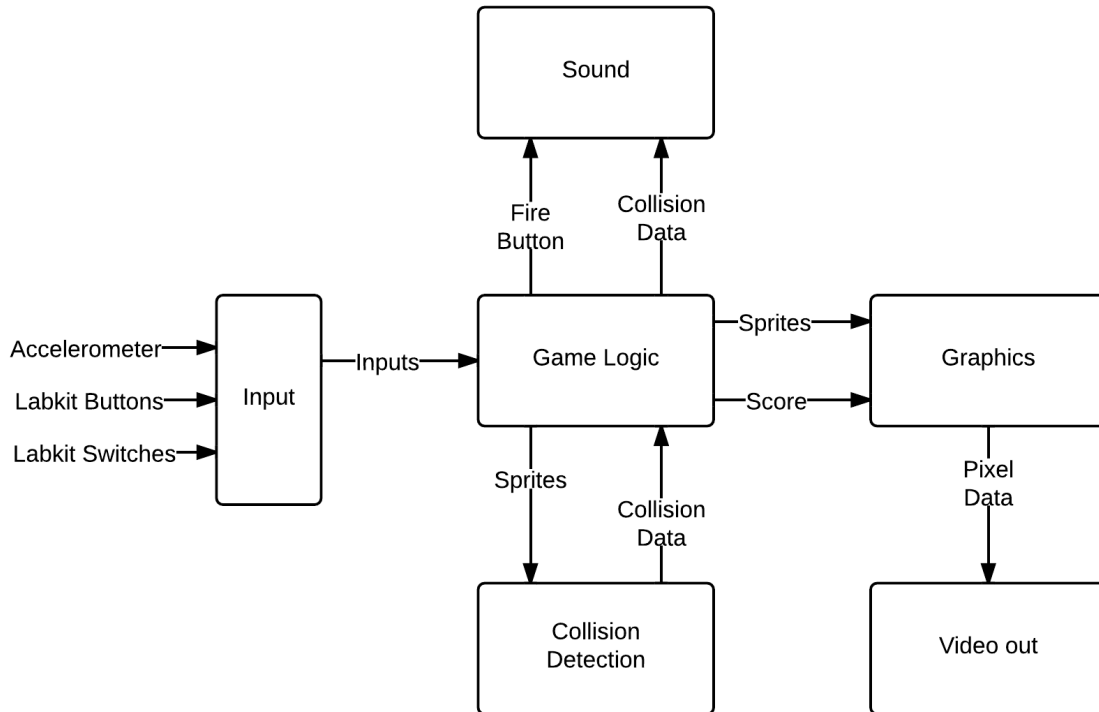 Sound
Fire
Button
Collision
Data
Accelerometer
Labkit Buttons
Labkit Switches
Input
Inputs
Game Logic
Sprites
Score
Graphics
Sprites
Collision
Data
Pixel
Data
Collision
Detection
Video out